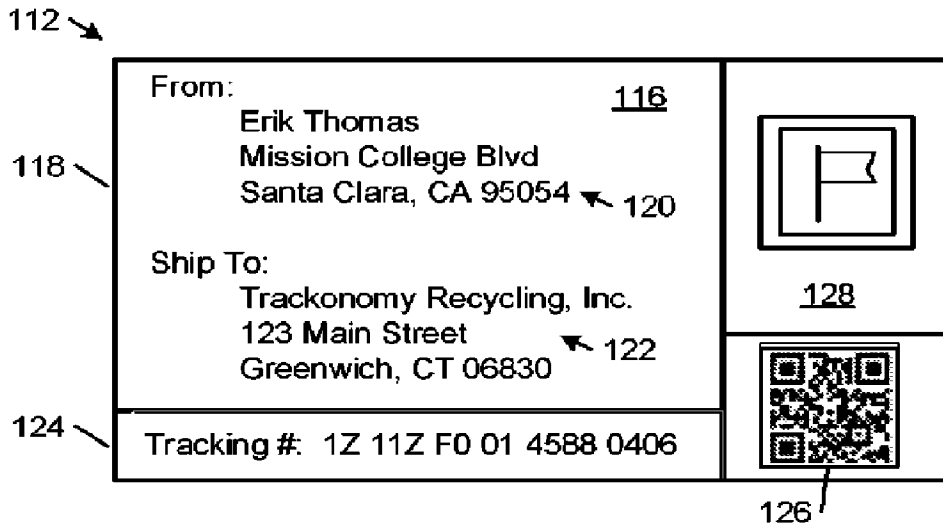 112
From:
116
Erik Thomas
Mission College Blvd
118
Santa Clara, CA 95054
120
Ship To:
Trackonomy Recycling, Inc.
128
123 Main Street
122
Greenwich, CT 06830
124
Tracking #: 1Z 11Z F0 01 4588 0406
126